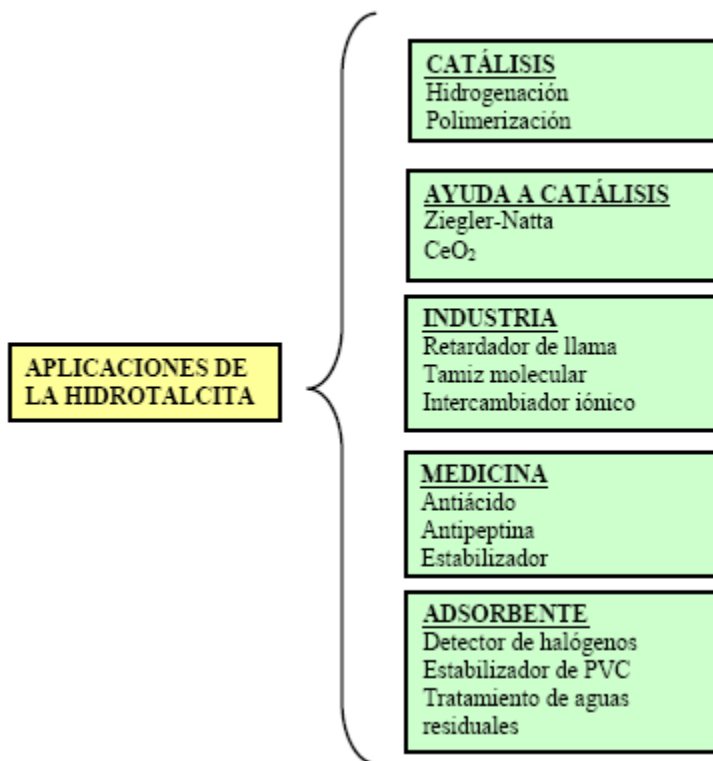 APLICACIONES DE
LA HIDROTALCITA
CATÁLISIS
Hidrogenación
Polimerización
AYUDA A CATÁLISIS
Ziegler-Natta
CeO₂
INDUSTRIA
Retardador de llama
Tamiz molecular
Intercambiador iónico
MEDICINA
Antiácido
Antipeptina
Estabilizador
ADSORBENTE
Detector de halógenos
Estabilizador de PVC
Tratamiento de aguas
residuales